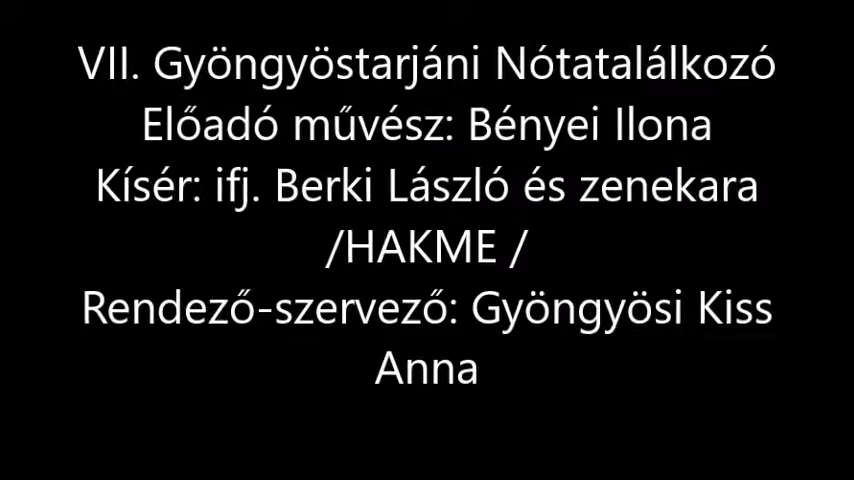 VII. Gyöngyöstarjáni Nótatalálkozó
Előadó művész: Bényei Ilona
Kísér: ifj. Berki László és zenekara
/HAKME /
Rendező-szervező: Gyöngyösi Kiss
Anna